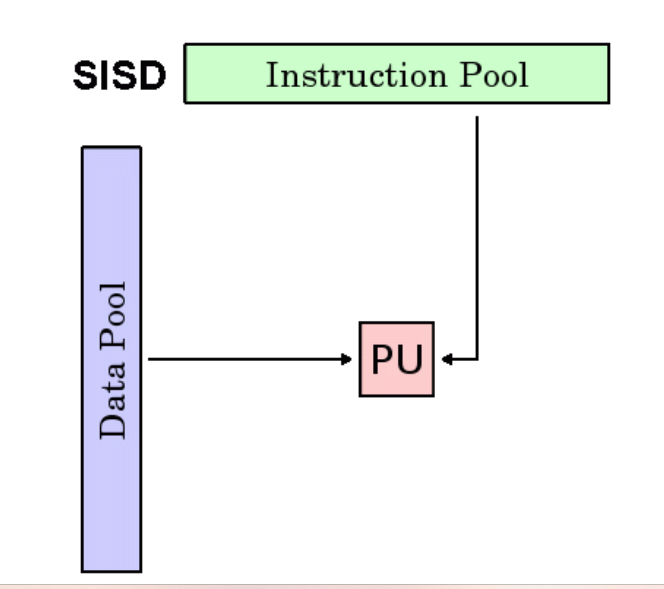 SISD
Instruction Pool
Data Pool
PU